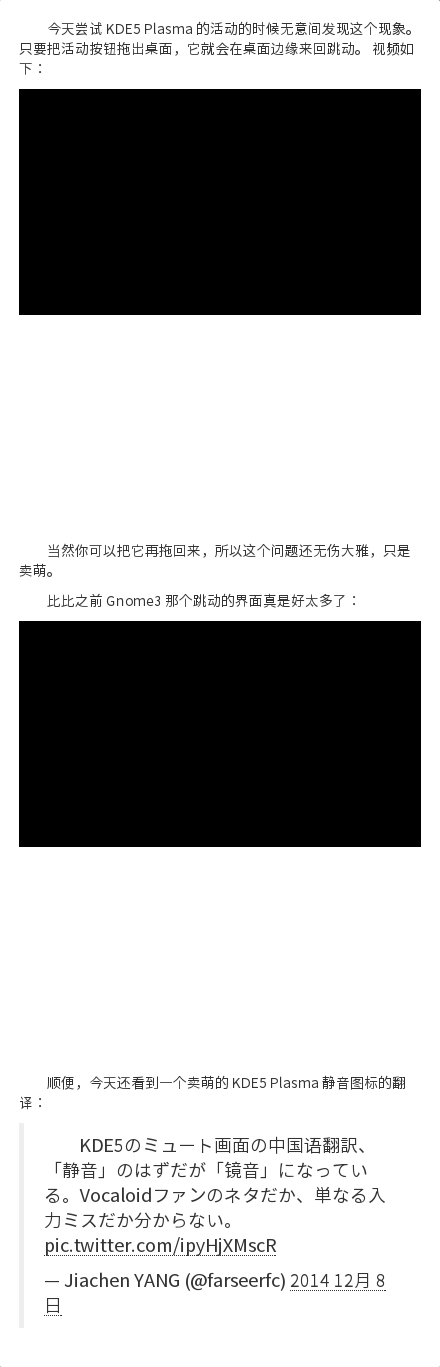 今天尝试 KDE5 Plasma 的活动的时候无意间发现这个现象。
只要把活动按钮拖出桌面，它就会在桌面边缘来回跳动。 视频如
下：
当然你可以把它再拖回来，所以这个问题还无伤大雅，只是
卖萌。
比比之前 Gnome3 那个跳动的界面真是好太多了：
顺便，今天还看到一个卖萌的 KDE5 Plasma 静音图标的翻
译：
KDE5のミュート画面の中国语翻訳、
「静音」のはずだが「镜音」になってい
る。Vocaloidファンのネタだか、単なる入
力ミスだか分からない。
pic.twitter.com/ipyHjXMscR
— Jiachen YANG (@farseerfc) 2014 12月 8
日